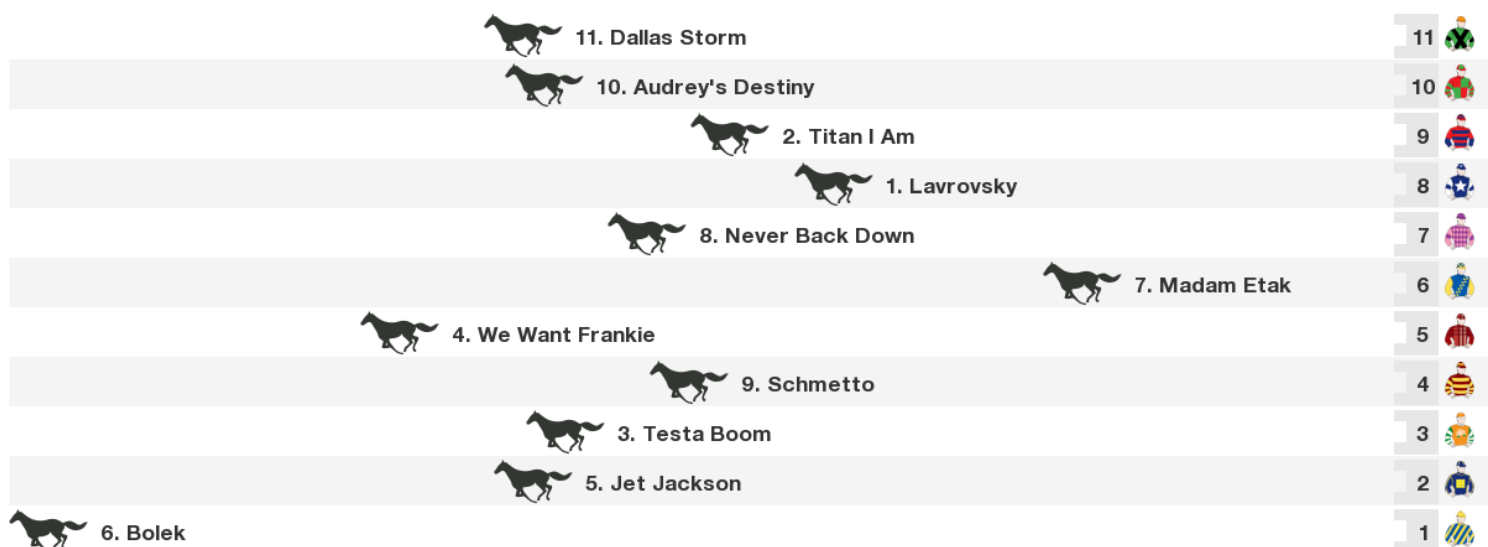 11. Dallas Storm 11
10. Audrey's Destiny 10
2. Titan I Am 9
1. Lavrovsky 8
8. Never Back Down 7
7. Madam Etak 6
4. We Want Frankie 5
9. Schmetto 4
3. Testa Boom 3
5. Jet Jackson 2
6. Bolek 1